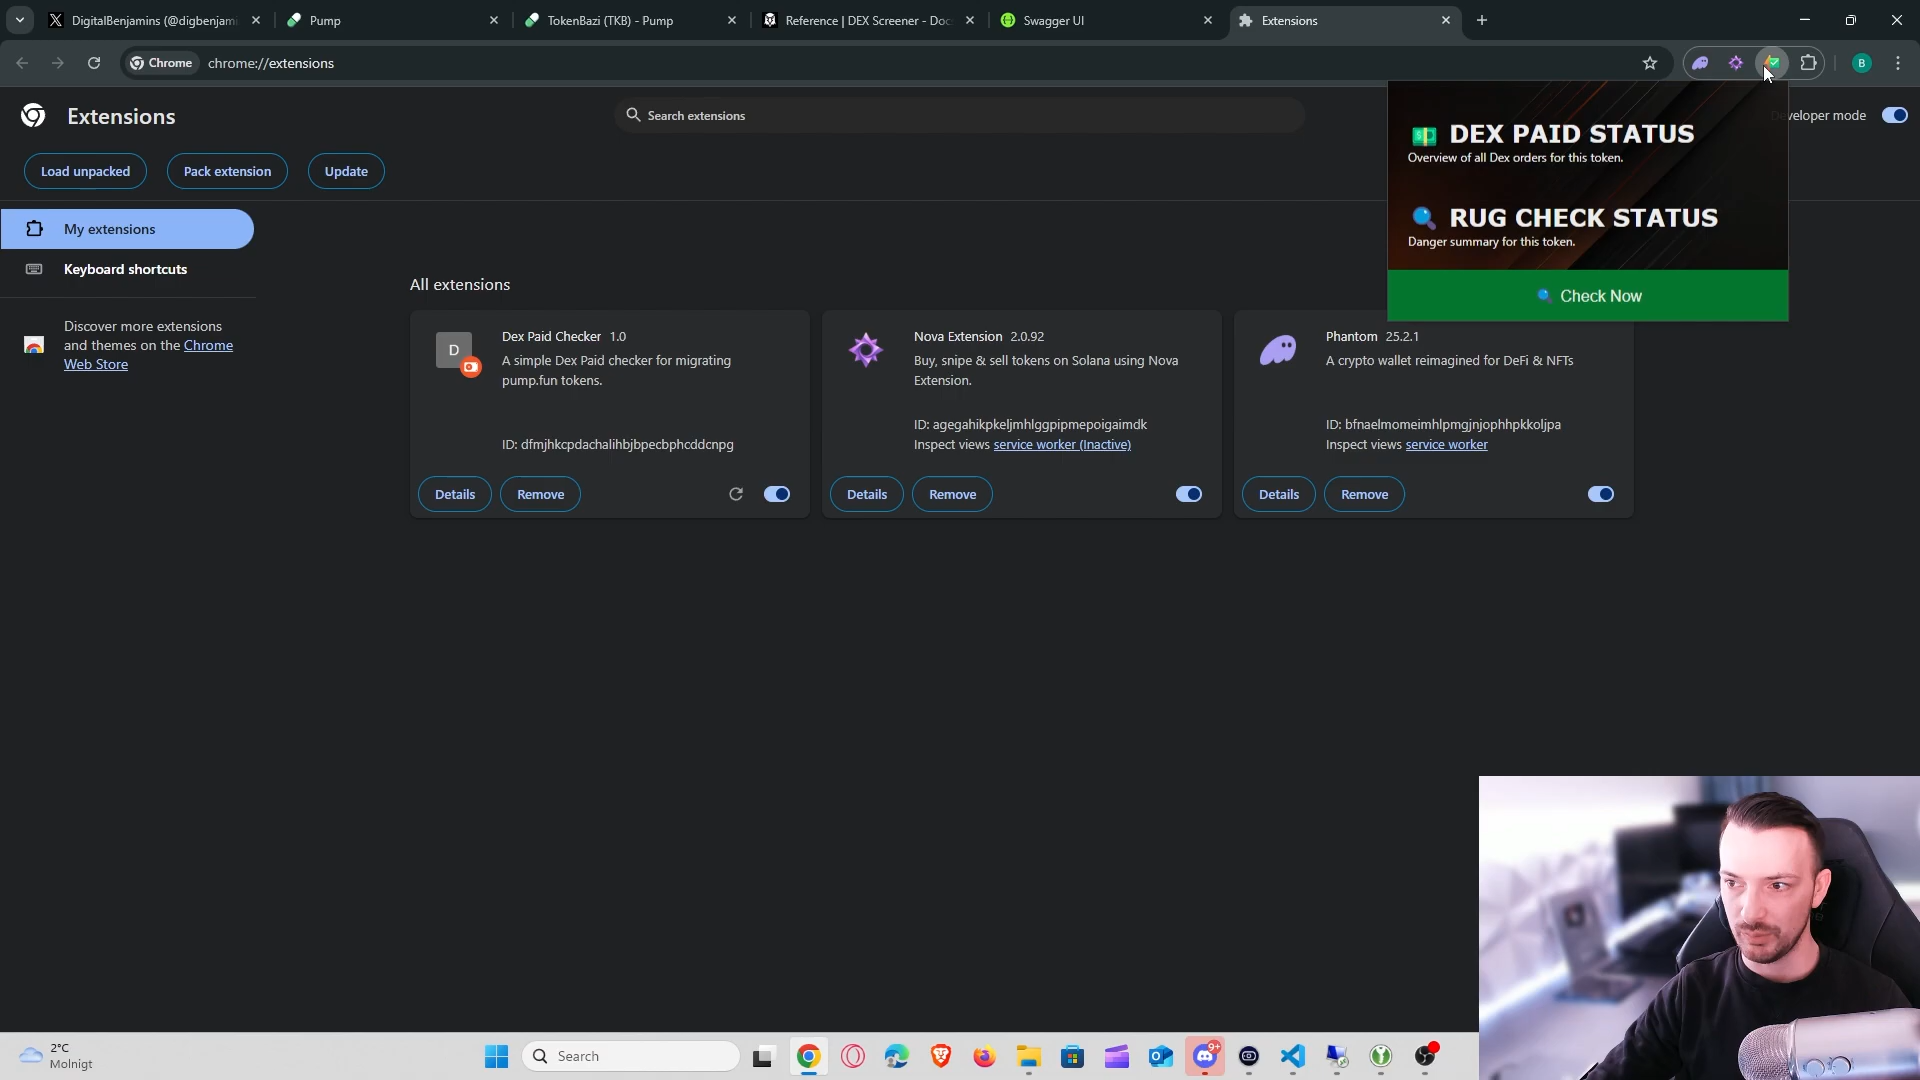 DigitalBenjamins (@digbenjam
Pump
TokenBazi (TKB) - Pump
Reference | DEX Screener - Doc
Swagger UI
Extensions
Chrome
chrome://extensions
B
Extensions
Search extensions
veloper mode
Load unpacked
Pack extension
Update
DEX PAID STATUS
Overview of all Dex orders for this token.
RUG CHECK STATUS
Danger summary for this token.
Check Now
My extensions
Keyboard shortcuts
Discover more extensions
and themes on the Chrome
Web Store
All extensions
D
Dex Paid Checker 1.0
A simple Dex Paid checker for migrating
pump.fun tokens.
ID: dfmjhkcpdachalihbjbpecbphcddcnpg
Details
Remove
Nova Extension 2.0.92
Buy, snipe & sell tokens on Solana using Nova
Extension.
ID: agegahikpkeljmhlggpipmepoigaimdk
Inspect views service worker (Inactive)
Details
Remove
Phantom 25.2.1
A crypto wallet reimagined for DeFi & NFTs
ID: bfnaelmomeimhlpmgjnjophhpkkoljpa
Inspect views service worker
Details
Remove
2°C
Molnigt
Search
9+